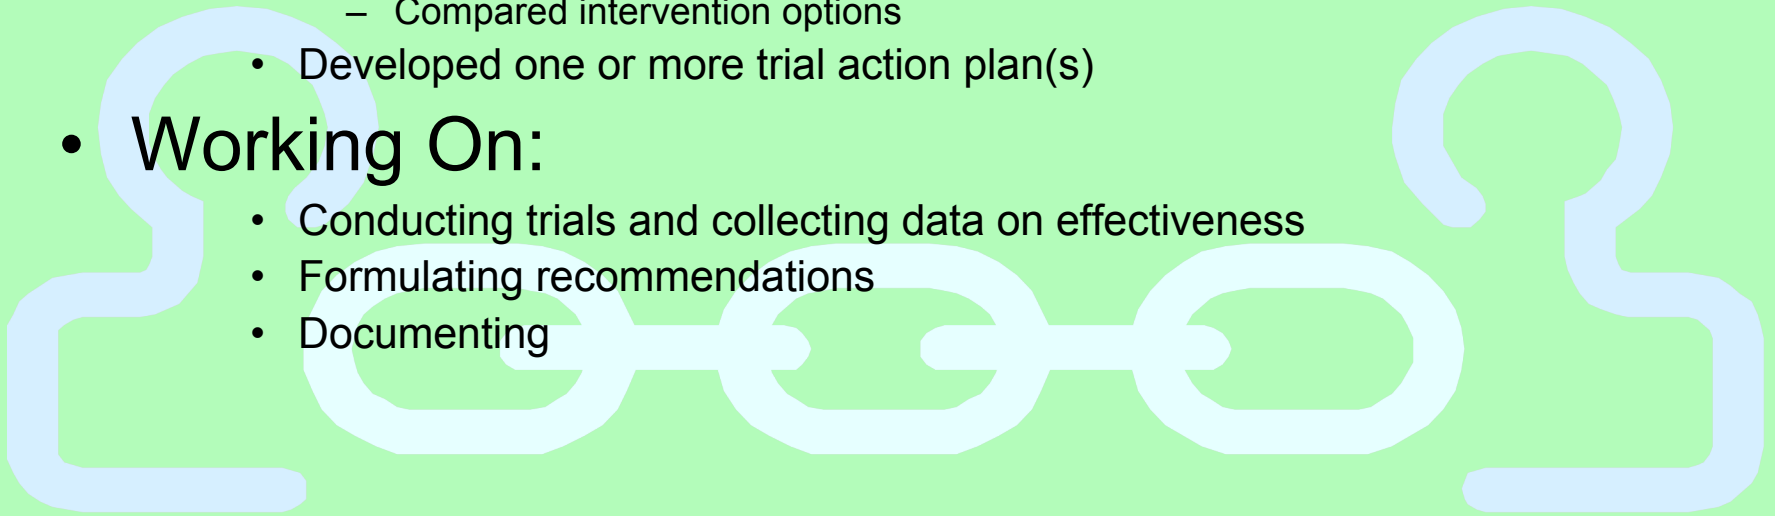 – Compared intervention options
• Developed one or more trial action plan(s)
• Working On:
• Conducting trials and collecting data on effectiveness
• Formulating recommendations
• Documenting